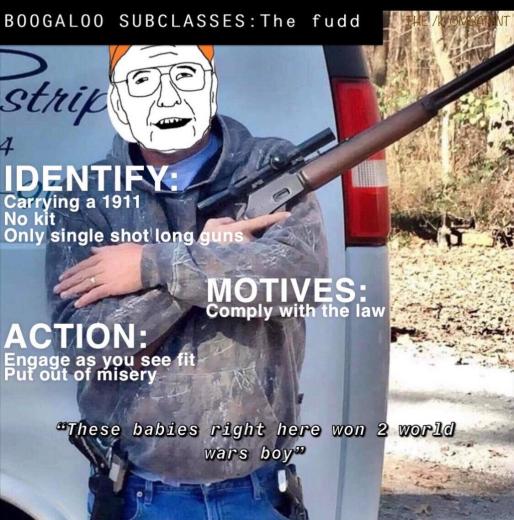 BOOGALOO SUBCLASSES:The fudd
THE /K/OMBATANT
strip
4
IDENTIFY:
Carrying a 1911
No kit
Only single shot long guns
MOTIVES:
Comply with the law
ACTION:
Engage as you see fit
Put out of misery
“These babies right here won 2 world
wars boy”